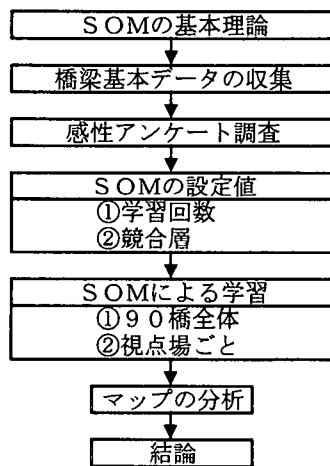 SOMの基本理論
橋梁基本データの収集
感性アンケート調査
SOMの設定値
①学習回数
②競合層
SOMによる学習
①90橋全体
②視点場ごと
マップの分析
結論